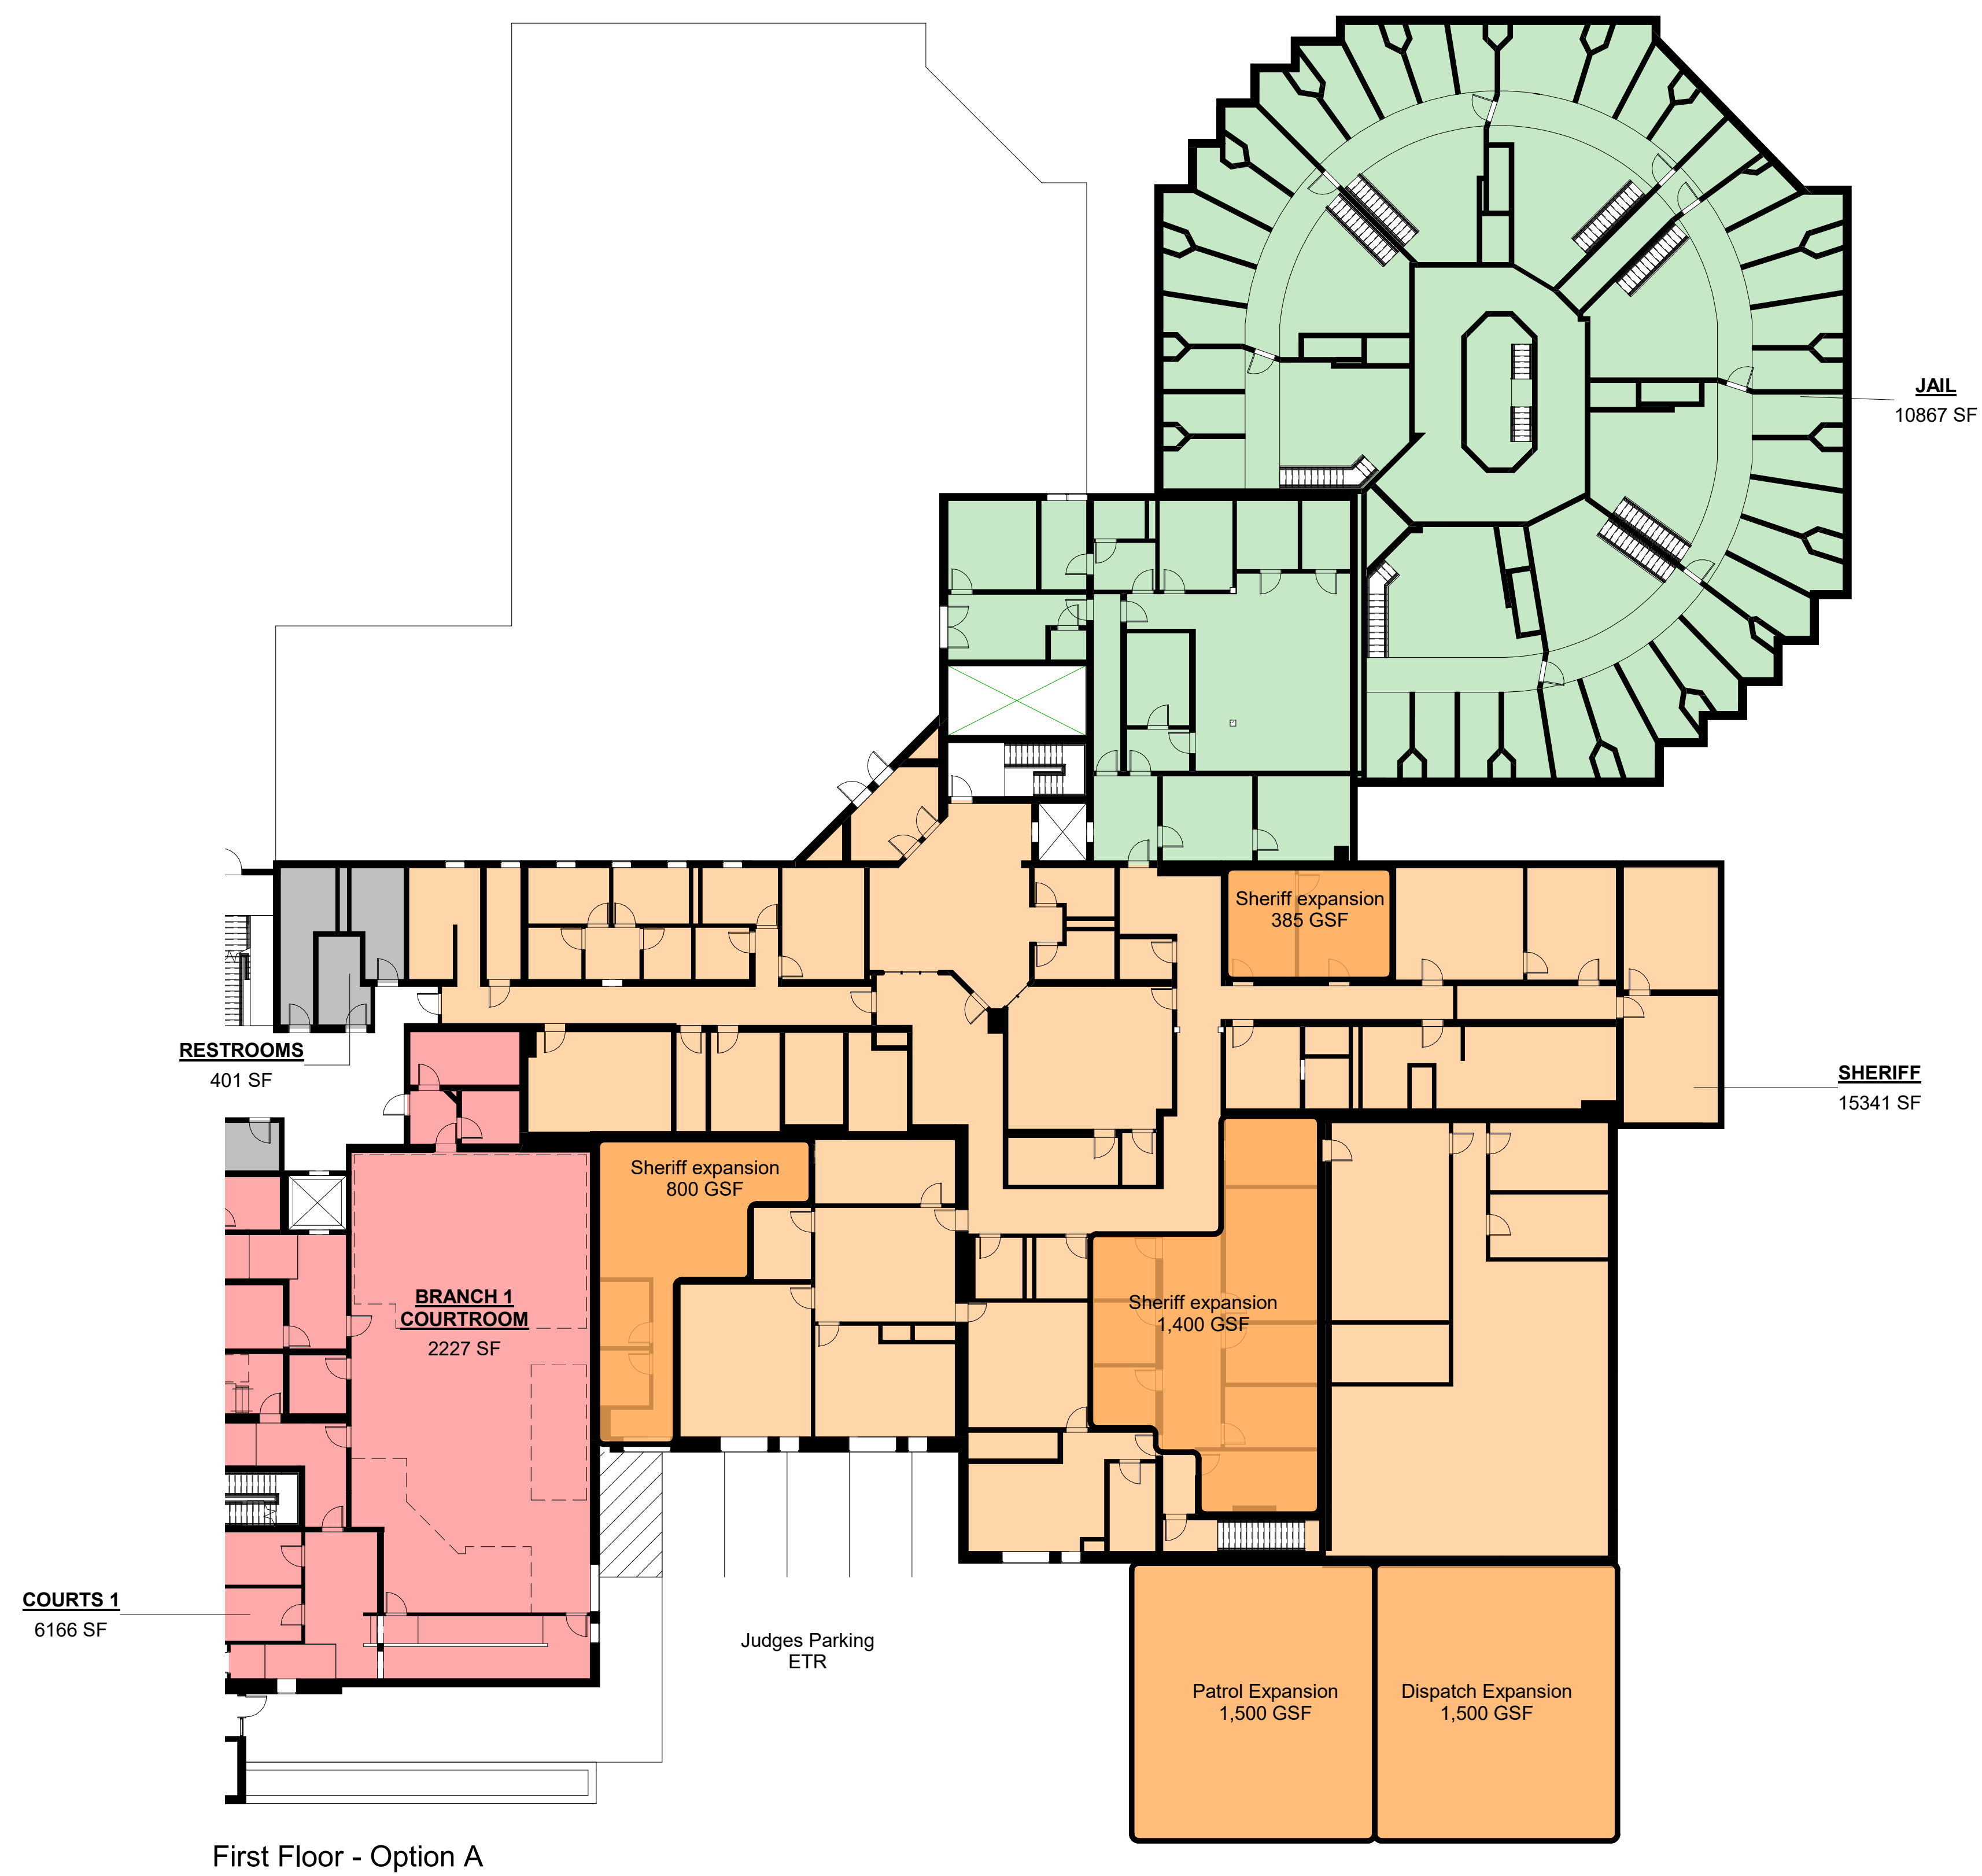 JAIL
10867 SF
Sheriff expansion
385 GSF
RESTROOMS
401 SF
SHERIFF
15341 SF
Sheriff expansion
800 GSF
BRANCH 1
COURTROOM
2227 SF
Sheriff expansion
1,400 GSF
COURTS 1
6166 SF
Judges Parking
ETR
Patrol Expansion
1,500 GSF
Dispatch Expansion
1,500 GSF
First Floor - Option A